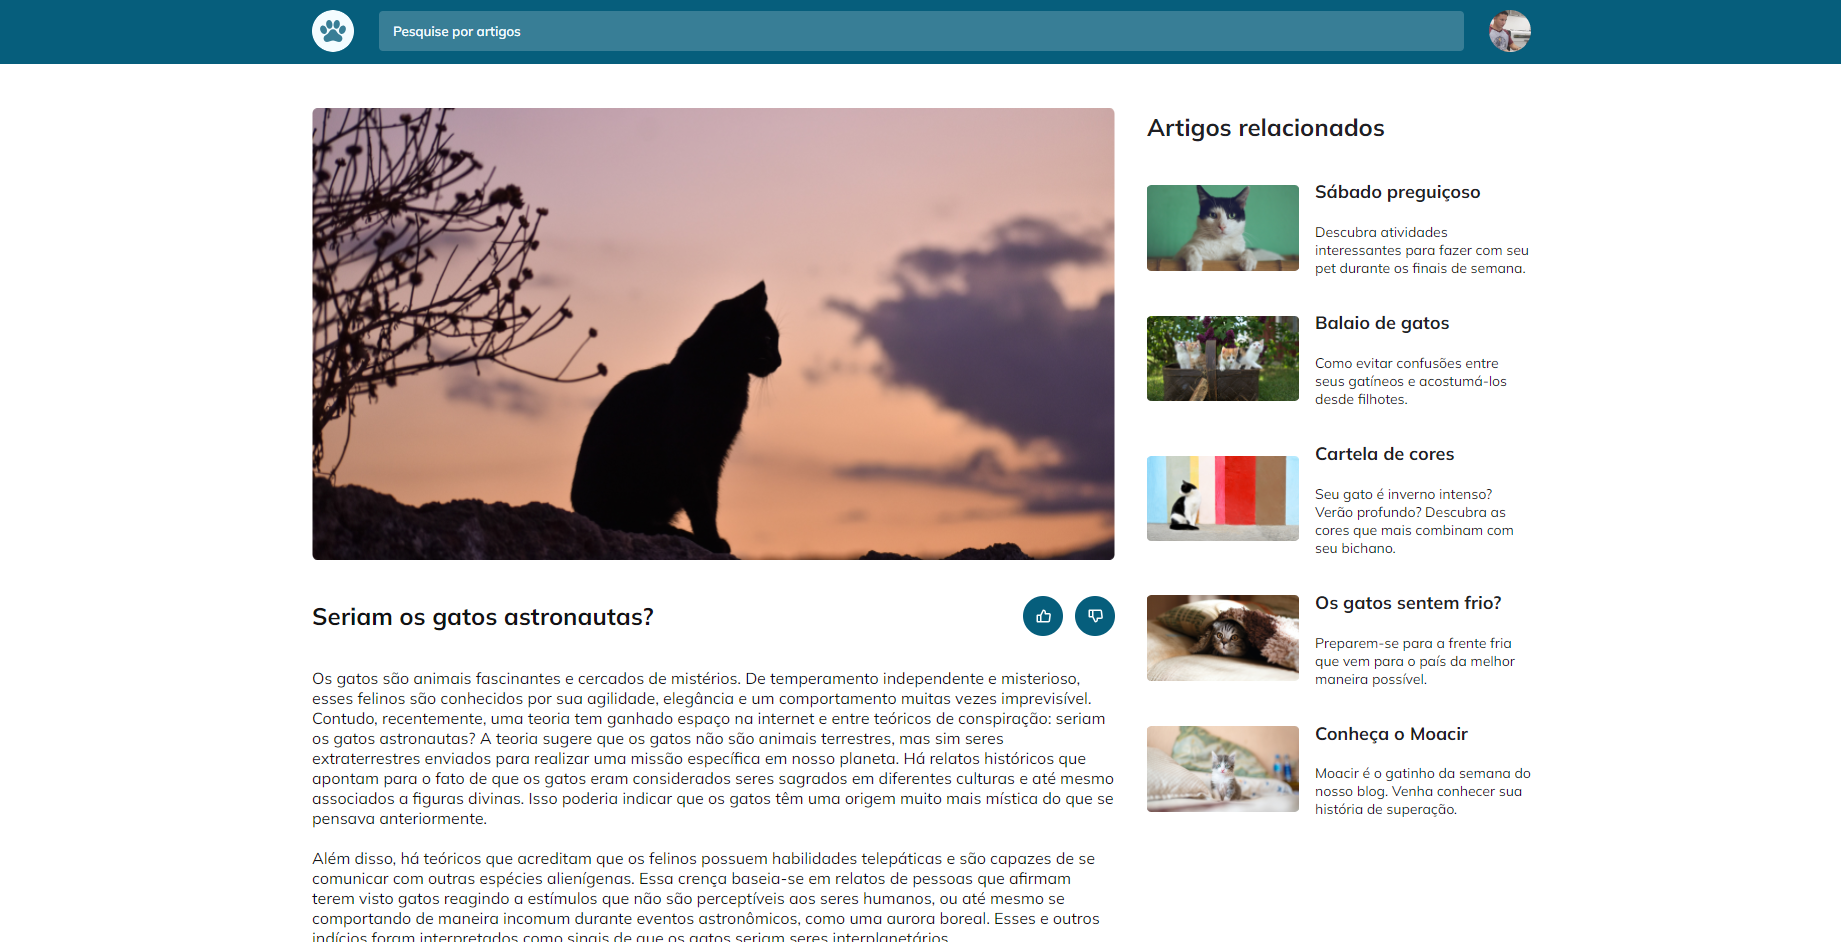 Pesquise por artigos
Seriam os gatos astronautas?
Os gatos são animais fascinantes e cercados de mistérios. De temperamento independente e misterioso,
esses felinos são conhecidos por sua agilidade, elegância e um comportamento muitas vezes imprevisível.
Contudo, recentemente, uma teoria tem ganhado espaço na internet e entre teóricos de conspiração: seriam
os gatos astronautas? A teoria sugere que os gatos não são animais terrestres, mas sim seres
extraterrestres enviados para realizar uma missão específica em nosso planeta. Há relatos históricos que
apontam para o fato de que os gatos eram considerados seres sagrados em diferentes culturas e até mesmo
associados a figuras divinas. Isso poderia indicar que os gatos têm uma origem muito mais mística do que se
pensava anteriormente.
Além disso, há teóricos que acreditam que os felinos possuem habilidades telepáticas e são capazes de se
comunicar com outras espécies alienígenas. Essa crença baseia-se em relatos de pessoas que afirmam
terem visto gatos reagindo a estímulos que não são perceptíveis aos seres humanos, ou até mesmo se
comportando de maneira incomum durante eventos astronômicos, como uma aurora boreal. Esses e outros
indícios foram interpretados como sinais de que os gatos seriam seres interplanetários.
Artigos relacionados
Sábado preguiçoso
Descubra atividades
interessantes para fazer com seu
pet durante os finais de semana.
Balaio de gatos
Como evitar confusões entre
seus gatíneos e acostumá-los
desde filhotes.
Cartela de cores
Seu gato é inverno intenso?
Verão profundo? Descubra as
cores que mais combinam com
seu bichano.
Os gatos sentem frio?
Preparem-se para a frente fria
que vem para o país da melhor
maneira possível.
Conheça o Moacir
Moacir é o gatinho da semana do
nosso blog. Venha conhecer sua
história de superação.